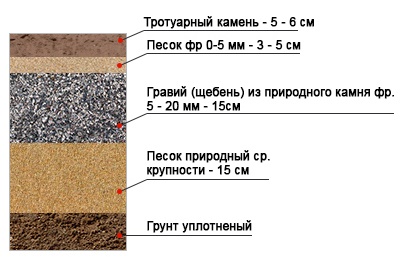 Тротуарный камень - 5 - 6 см
Песок фр 0-5 мм - 3 - 5 см
Гравий (щебень) из природного камня фр.
5 - 20 мм - 15см
Песок природный ср.
крупности - 15 см
Грунт уплотненый